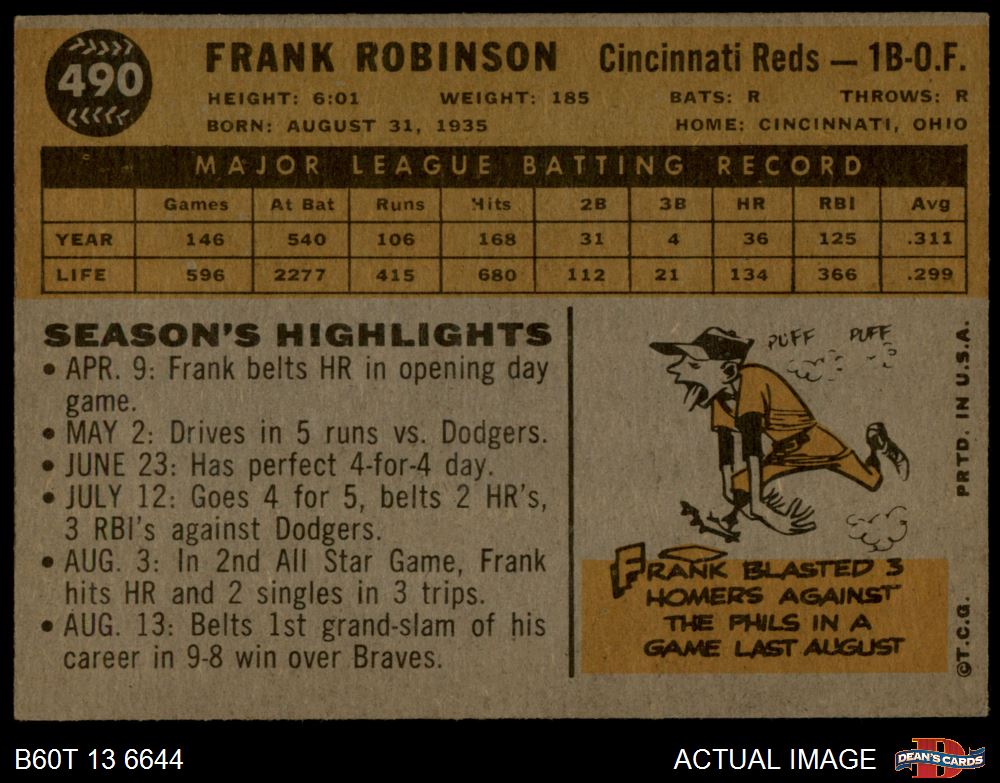 490
FRANK ROBINSON Cincinnati Reds — 1B-O.F.
HEIGHT: 6:01 WEIGHT: 185 BATS: R THROWS: R
BORN: AUGUST 31, 1935 HOME: CINCINNATI, OHIO
MAJOR LEAGUE BATTING RECORD
Games At Bat Runs Hits 2B 3B HR RBI Avg
YEAR 146 540 106 168 31 4 36 125 .311
LIFE 596 2277 415 680 112 21 134 366 .299
SEASON'S HIGHLIGHTS
• APR. 9: Frank belts HR in opening day
game.
• MAY 2: Drives in 5 runs vs. Dodgers.
• JUNE 23: Has perfect 4-for-4 day.
• JULY 12: Goes 4 for 5, belts 2 HR's,
3 RBI's against Dodgers.
• AUG. 3: In 2nd All Star Game, Frank
hits HR and 2 singles in 3 trips.
• AUG. 13: Belts 1st grand-slam of his
career in 9-8 win over Braves.
PUFF PUFF
FRANK BLASTED 3
HOMERS AGAINST
THE PHILS IN A
GAME LAST AUGUST
©T.C.G. PRTD. IN U.S.A.
B60T 13 6644 ACTUAL IMAGE
DEAN'S CARDS